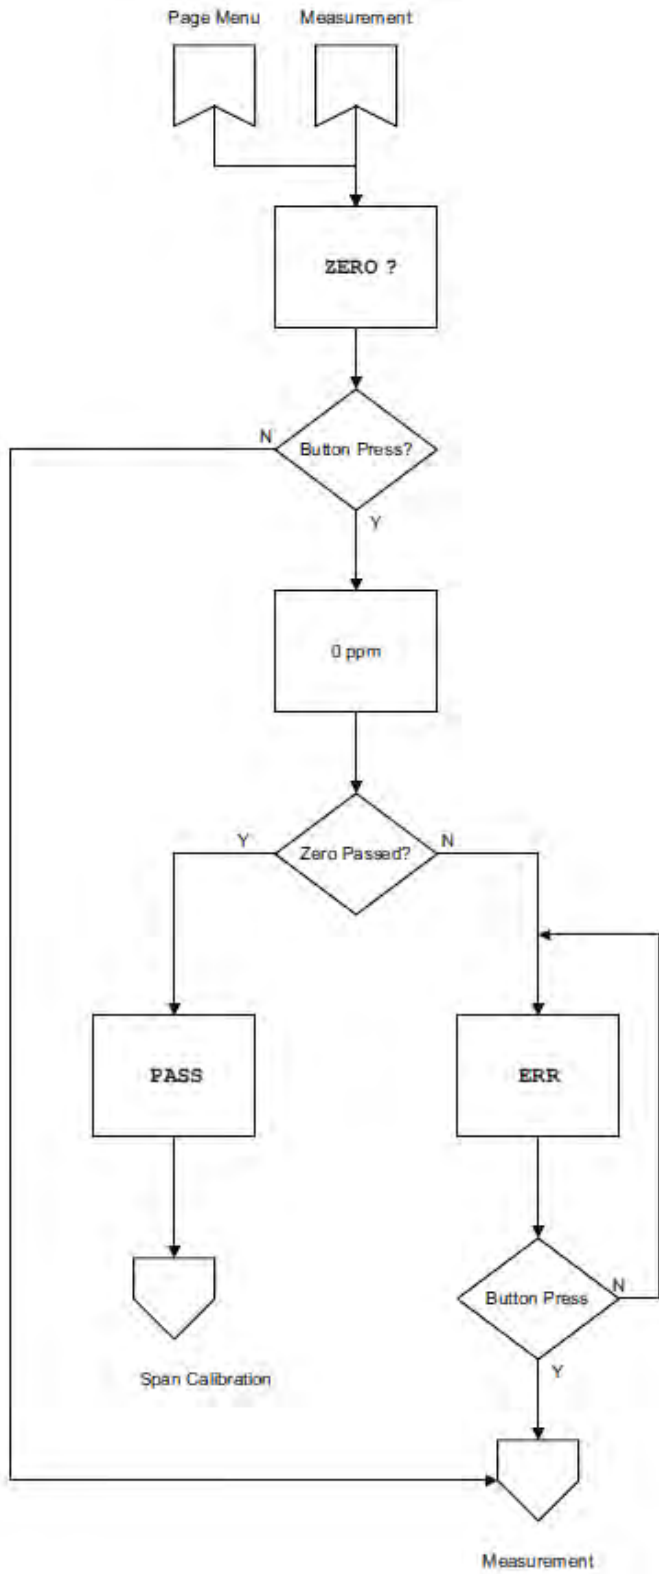 Page Menu
Measurement
ZERO ?
N
Button Press?
Y
0 ppm
Y
Zero Passed?
N
PASS
ERR
Button Press
N
Y
Span Calibration
Measurement